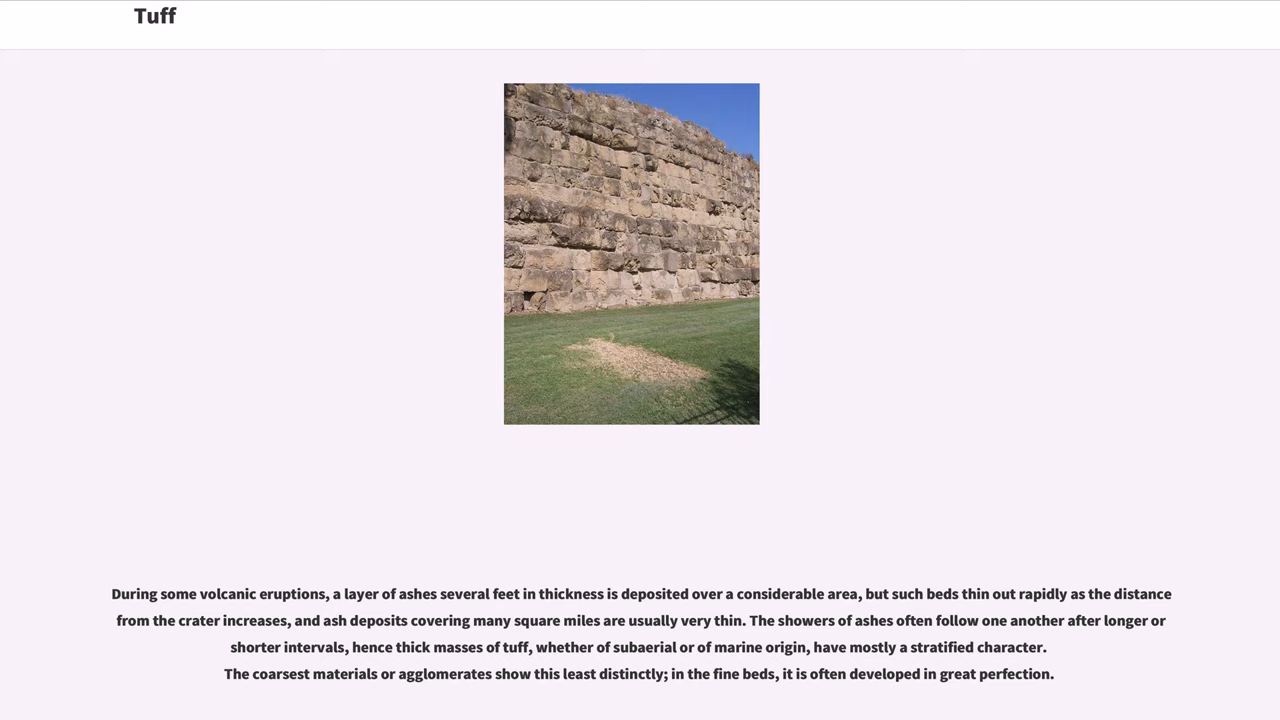 Tuff
During some volcanic eruptions, a layer of ashes several feet in thickness is deposited over a considerable area, but such beds thin out rapidly as the distance
from the crater increases, and ash deposits covering many square miles are usually very thin. The showers of ashes often follow one another after longer or
shorter intervals, hence thick masses of tuff, whether of subaerial or of marine origin, have mostly a stratified character.
The coarsest materials or agglomerates show this least distinctly; in the fine beds, it is often developed in great perfection.